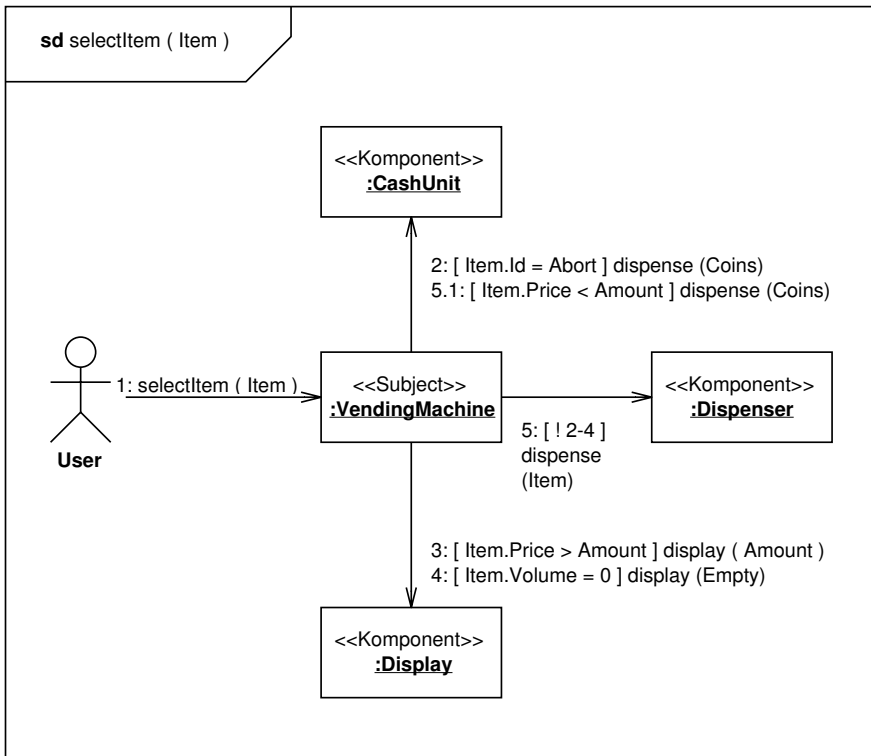 sd selectItem ( Item )
<<Komponent>>
:CashUnit
2: [ Item.Id = Abort ] dispense (Coins)
5.1: [ Item.Price < Amount ] dispense (Coins)
1: selectItem ( Item )
<<Subject>>
:VendingMachine
<<Komponent>>
:Dispenser
User
5: [ ! 2-4 ]
dispense
(Item)
3: [ Item.Price > Amount ] display ( Amount )
4: [ Item.Volume = 0 ] display (Empty)
<<Komponent>>
:Display